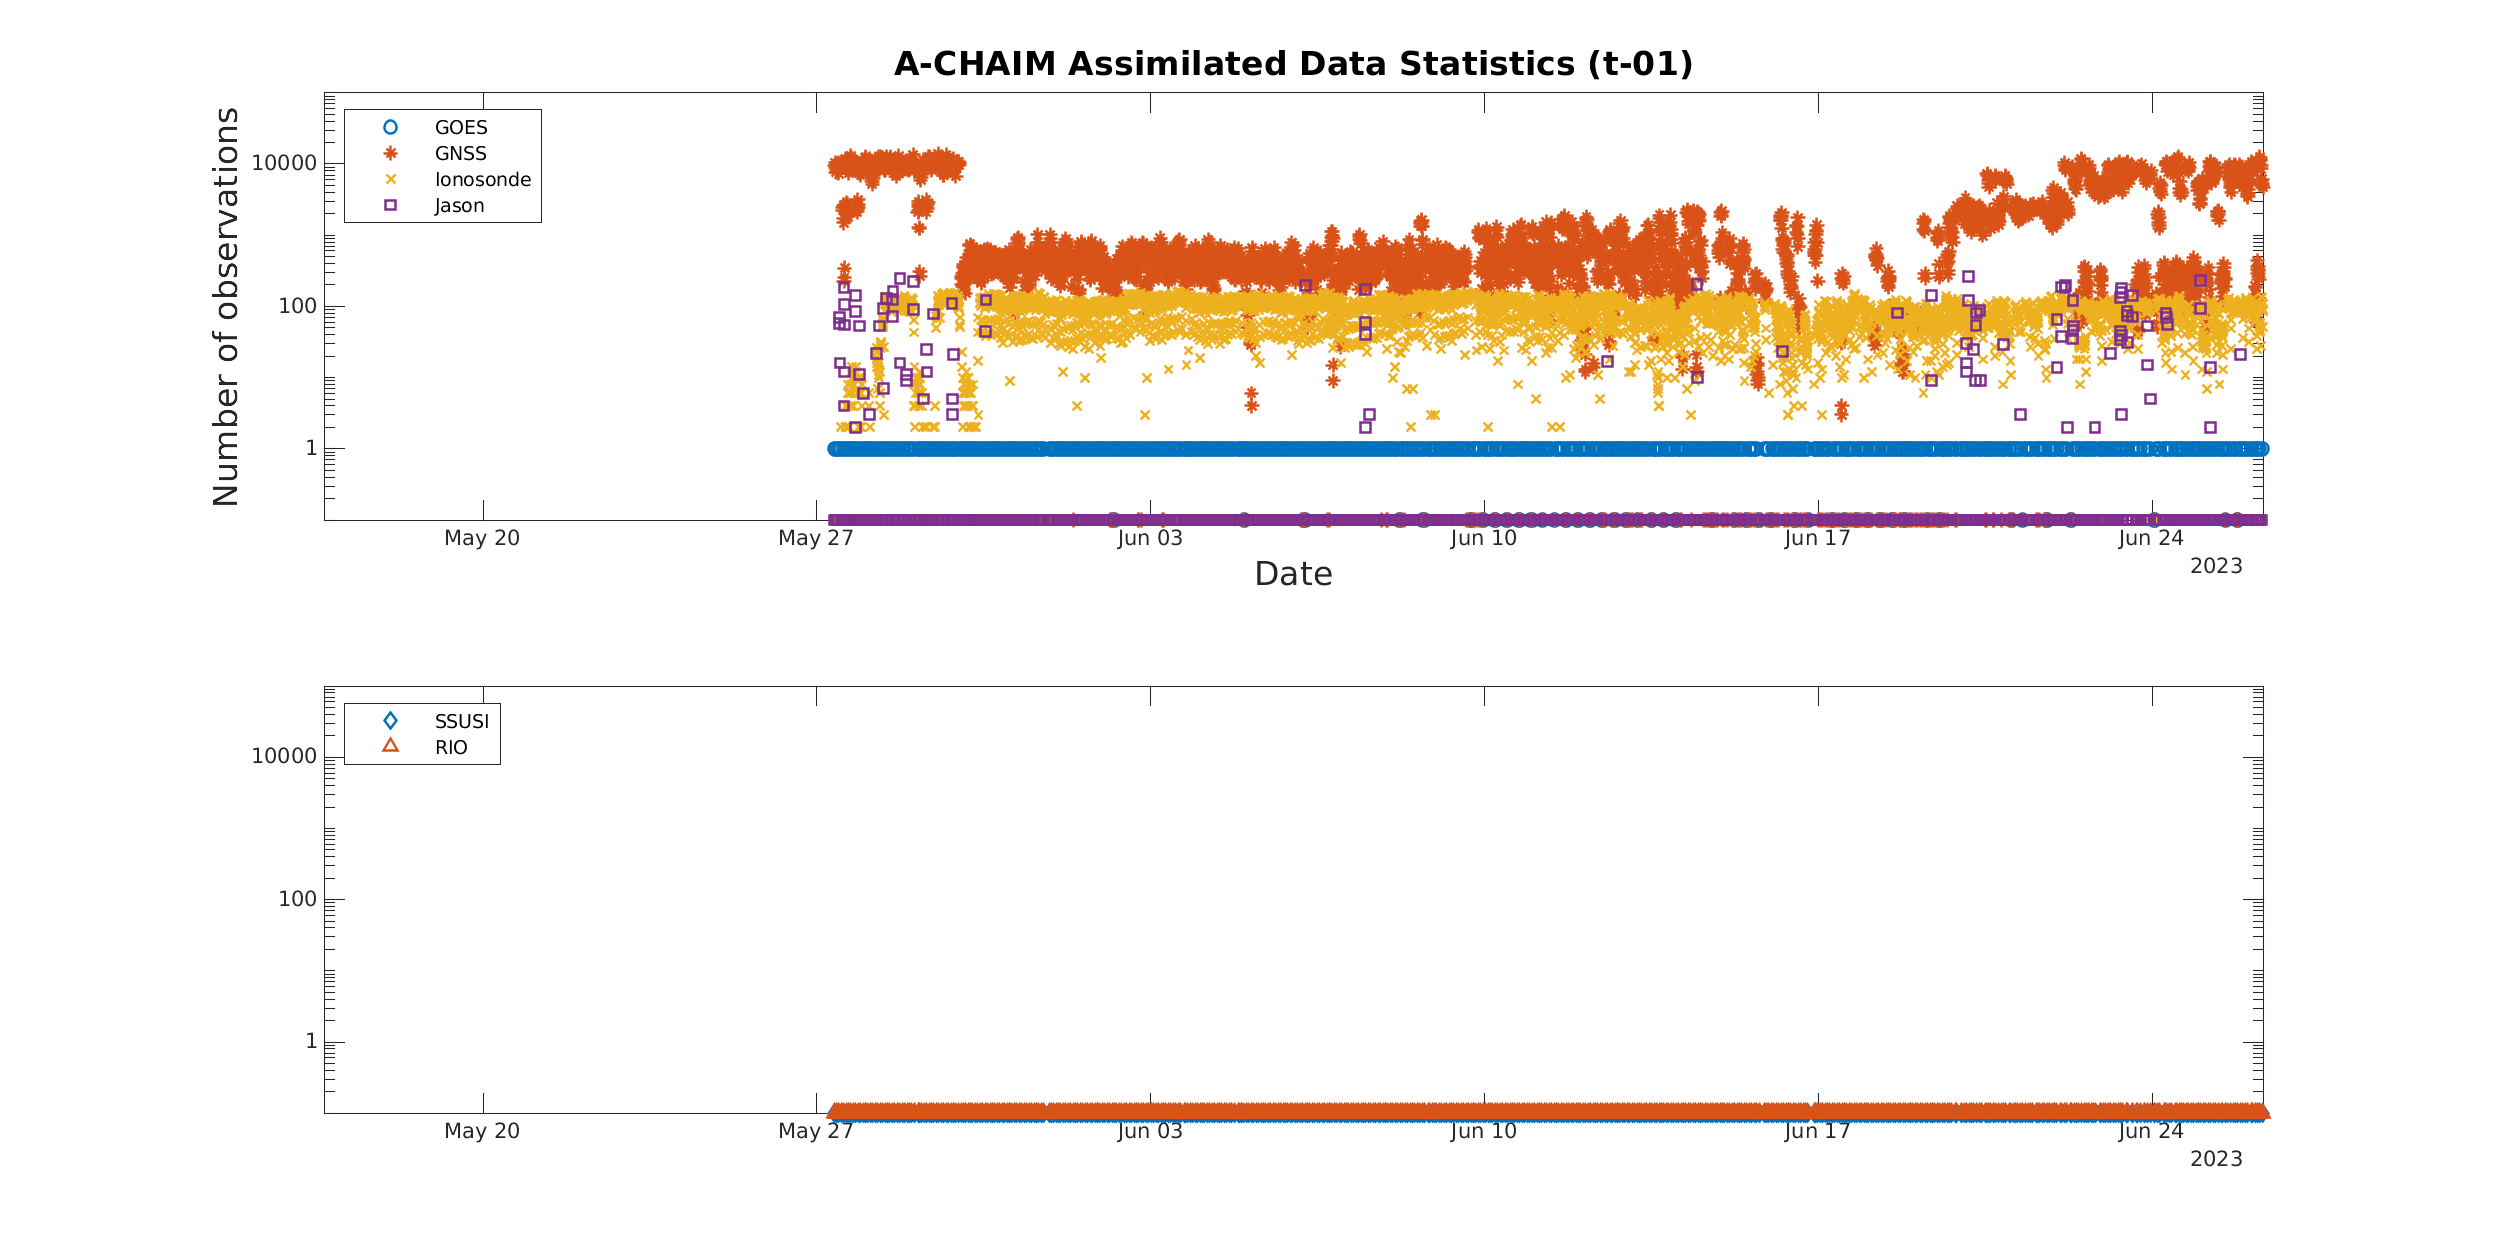 A-CHAIM Assimilated Data Statistics (t-01)
Number of observations
GOES
GNSS
Ionosonde
Jason
10000
100
1
May 20 May 27 Jun 03 Jun 10 Jun 17 Jun 24
2023
Date
SSUSI
RIO
10000
100
1
May 20 May 27 Jun 03 Jun 10 Jun 17 Jun 24
2023